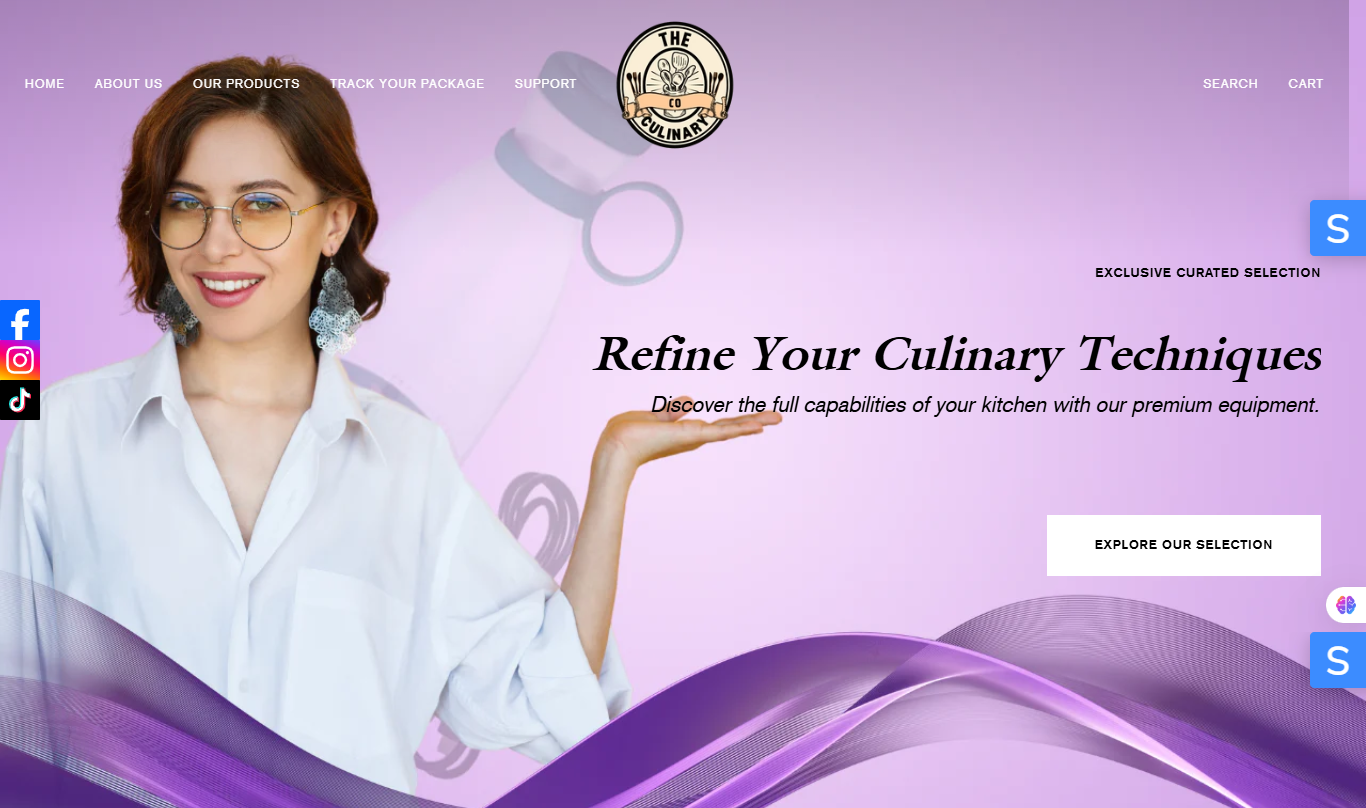 HOME
ABOUT US
OUR PRODUCTS
TRACK YOUR PACKAGE
SUPPORT
THE
CO
CULINARY
SEARCH
CART
S
EXCLUSIVE CURATED SELECTION
Refine Your Culinary Techniques
Discover the full capabilities of your kitchen with our premium equipment.
EXPLORE OUR SELECTION
S